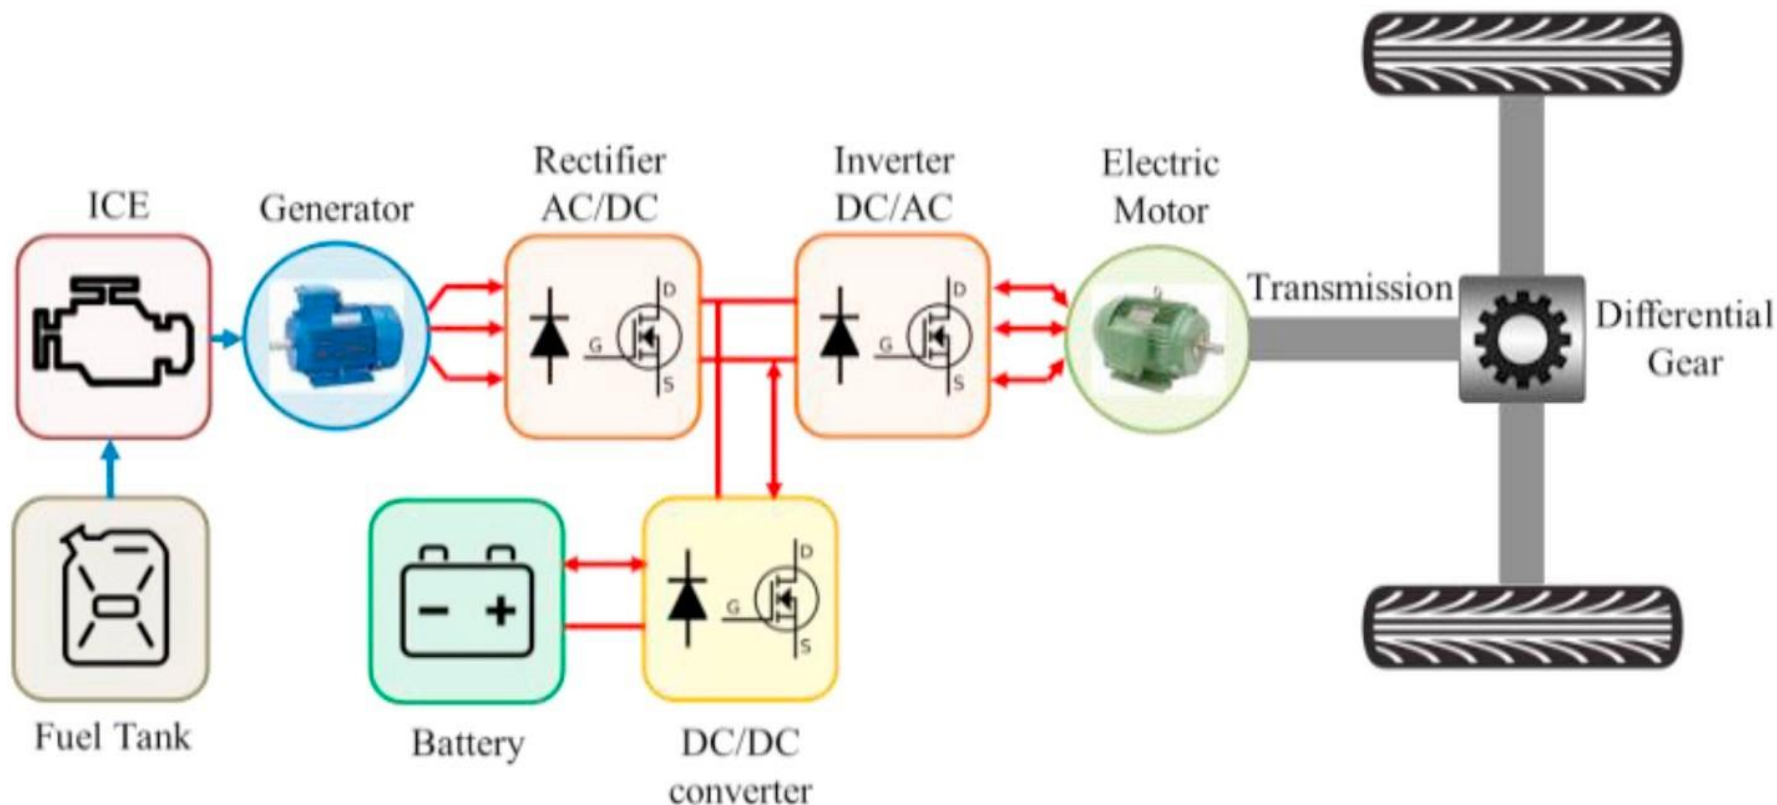 ICE
Generator
Rectifier
AC/DC
Inverter
DC/AC
Electric
Motor
Transmission
Differential
Gear
D
G
S
D
G
S
Fuel Tank
Battery
DC/DC
converter
D
G
S